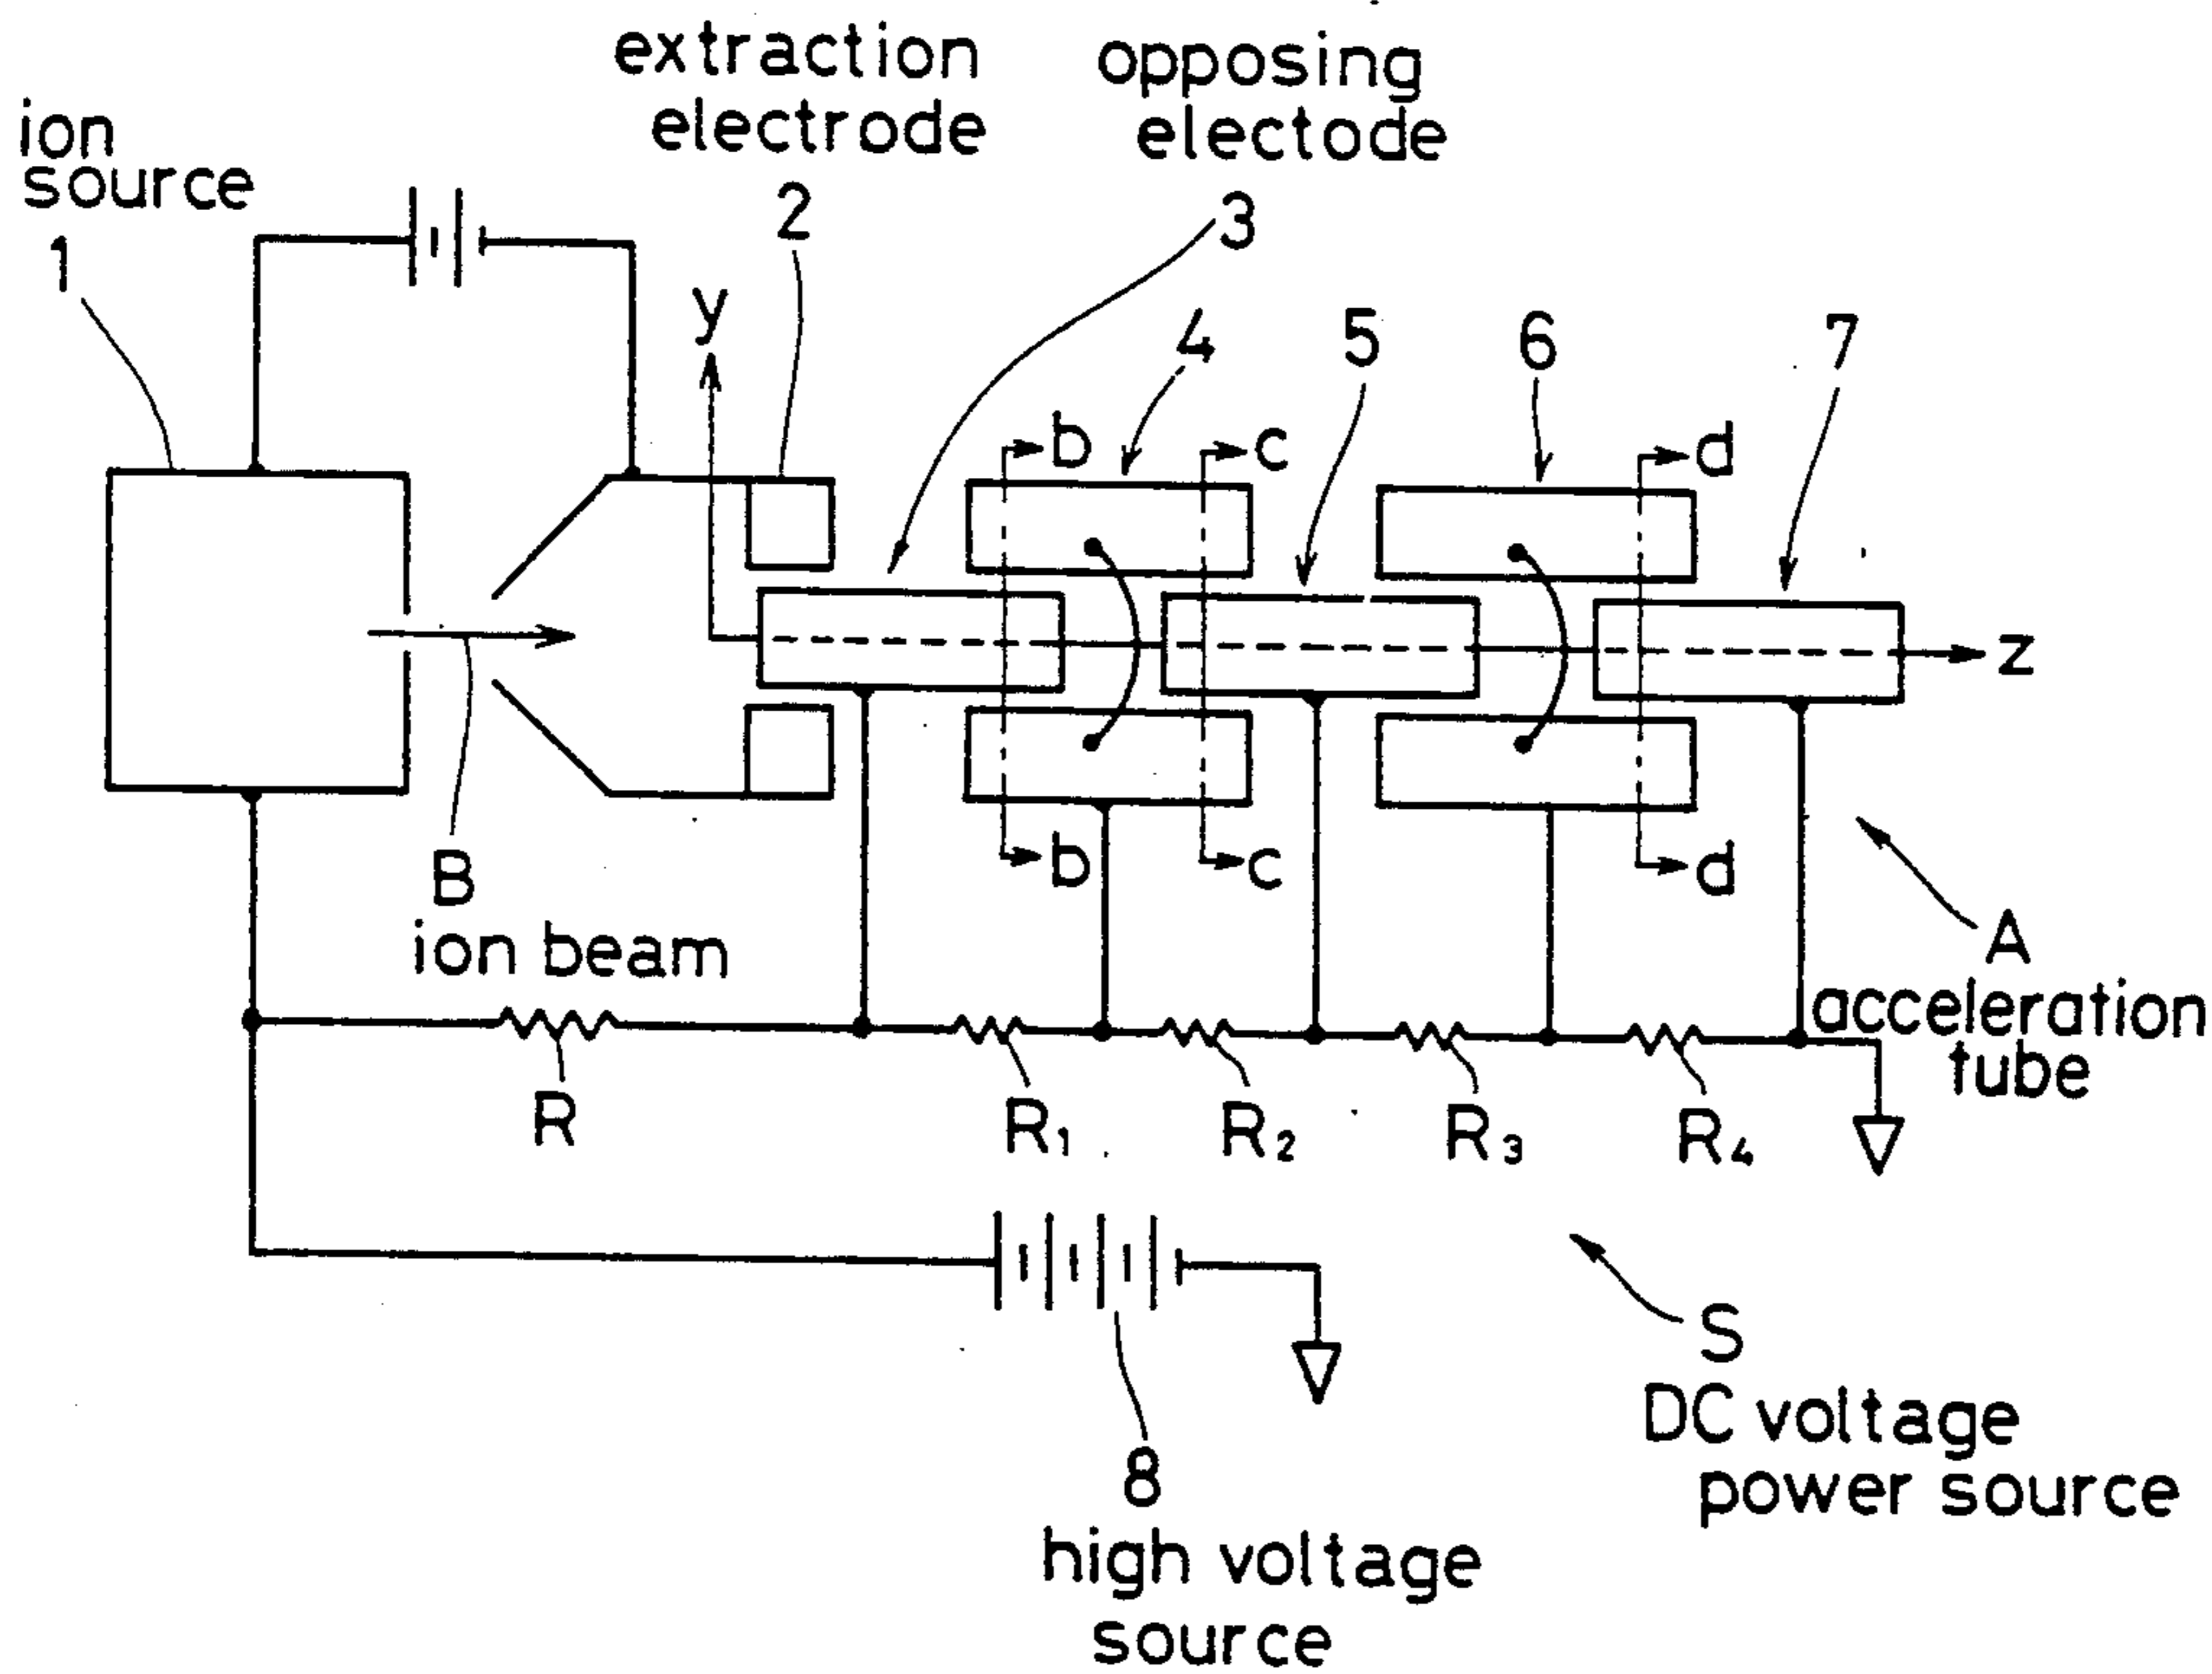 extraction
electrode
2
opposing
electode
3
ion
source
1
y
4
5
6
7
b
c
d
z
b
c
d
B
ion beam
A
acceleration
tube
R
R₁
R₂
R₃
R₄
8
high voltage
source
S
DC voltage
power source